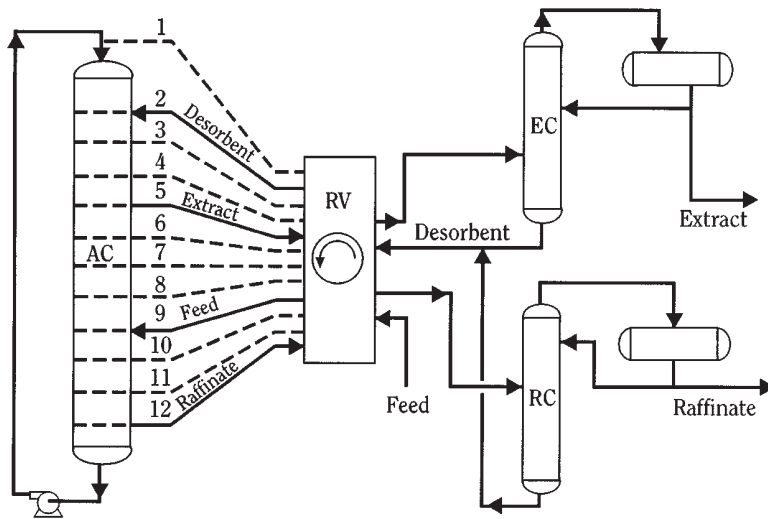 1
2
Desorbent
3
4
5
Extract
6
AC
7
8
9
Feed
10
11
12
Raffinate
RV
EC
Extract
Desorbent
Feed
RC
Raffinate